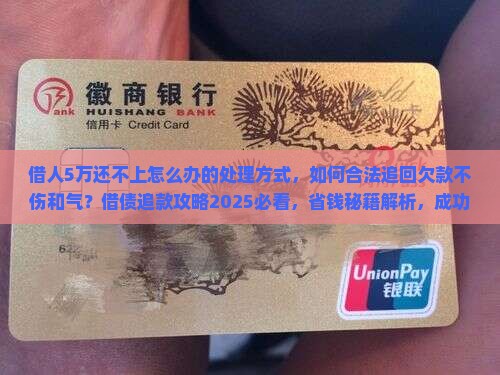 徽商银行
HUISHANG BANK
信用卡 Credit Card
借人5万还不上怎么办的处理方式，如何合法追回欠款不
伤和气？借债追款攻略2025必看，省钱秘籍解析，成功
UnionPay
银联